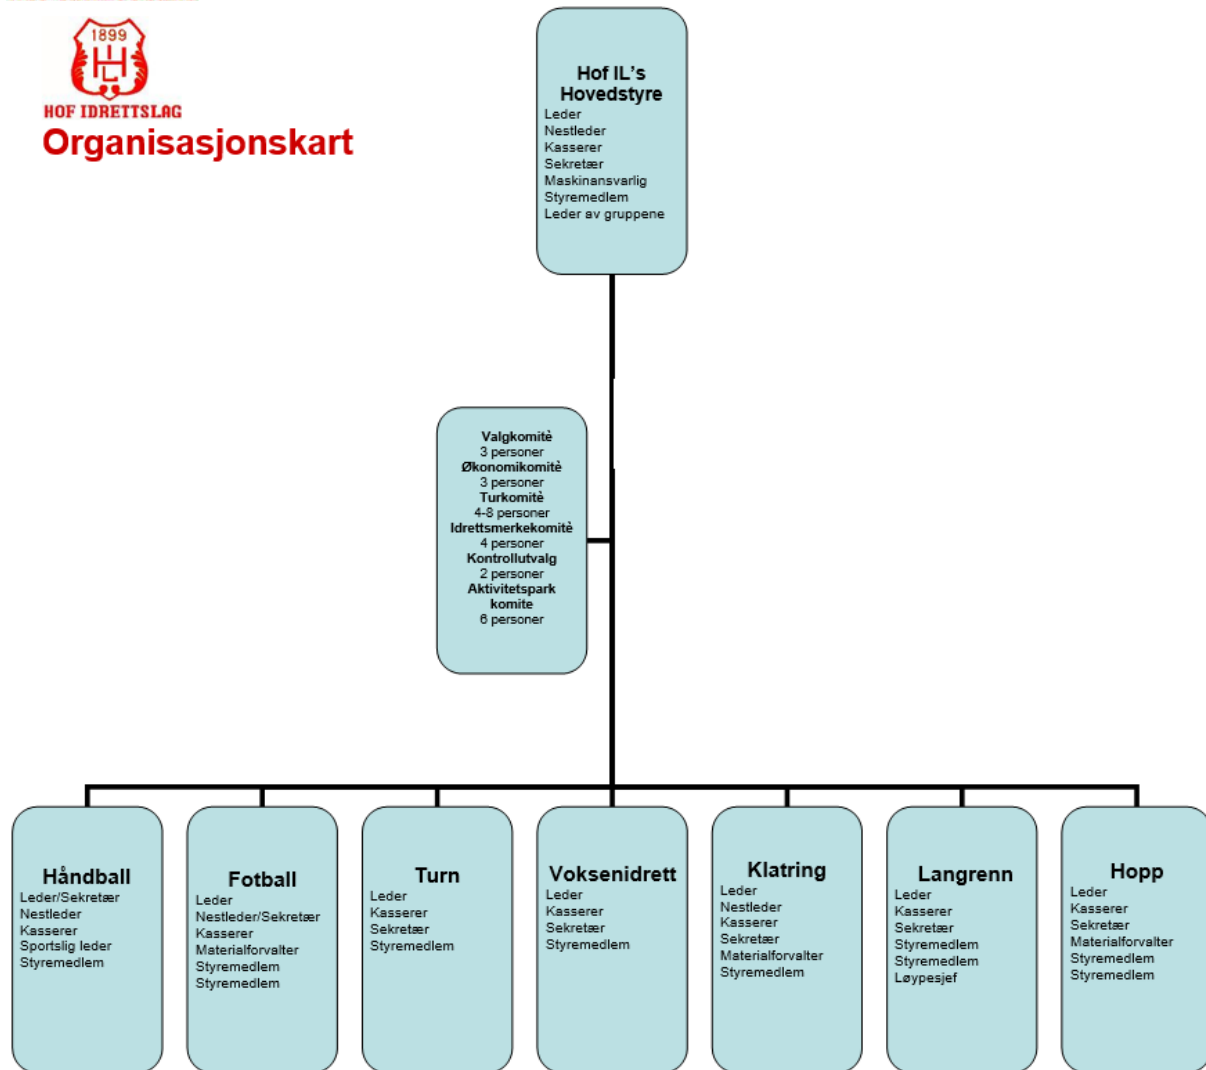 1899
HIL
HOF IDRETTSLAG
Organisasjonskart
Hof IL's
Hovedstyre
Leder
Nestleder
Kasserer
Sekretær
Maskinansvarlig
Styremedlem
Leder av gruppene
Valgkomitè
3 personer
Økonomikomitè
3 personer
Turkomitè
4-8 personer
Idrettsmerkekomitè
4 personer
Kontrollutvalg
2 personer
Aktivitetspark
komite
6 personer
Håndball
Leder/Sekretær
Nestleder
Kasserer
Sportslig leder
Styremedlem
Fotball
Leder
Nestleder/Sekretær
Kasserer
Materialforvalter
Styremedlem
Styremedlem
Turn
Leder
Kasserer
Sekretær
Styremedlem
Voksenidrett
Leder
Kasserer
Sekretær
Styremedlem
Klatring
Leder
Nestleder
Kasserer
Sekretær
Materialforvalter
Styremedlem
Langrenn
Leder
Kasserer
Sekretær
Styremedlem
Styremedlem
Løypesjef
Hopp
Leder
Kasserer
Sekretær
Materialforvalter
Styremedlem
Styremedlem